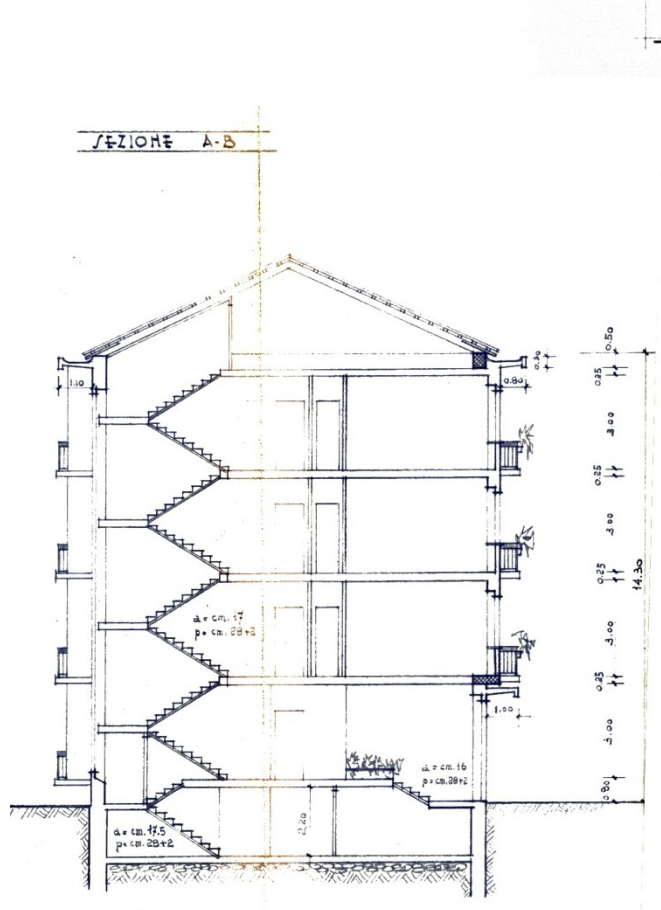 SEZIONE A-B
0.50
0.30
0.25
1.10
0.80
3.00
0.25
3.00
0.25
14.30
a = cm. 17
p = cm. 28+2
3.00
0.25
1.00
3.00
a = cm. 16
p = cm. 28+2
0.80
2.20
a = cm. 17.5
p = cm. 28+2